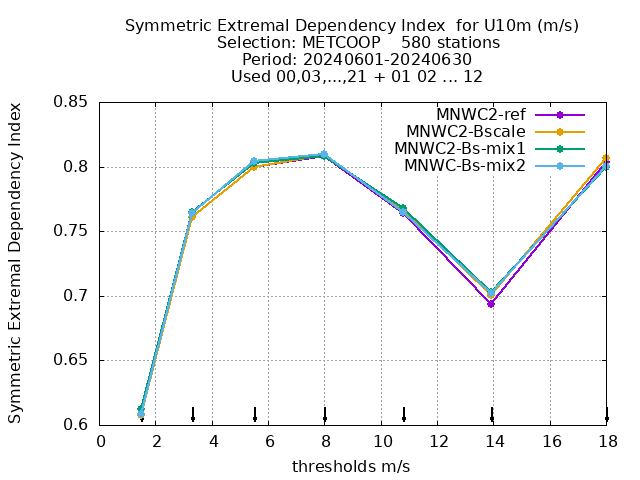 Symmetric Extremal Dependency Index for U10m (m/s)
Selection: METCOOP 580 stations
Period: 20240601-20240630
Used 00,03,...,21 + 01 02 ... 12
Symmetric Extremal Dependency Index
0.85
0.8
0.75
0.7
0.65
0.6
MNWC2-ref
MNWC2-Bscale
MNWC2-Bs-mix1
MNWC-Bs-mix2
0 2 4 6 8 10 12 14 16 18
thresholds m/s